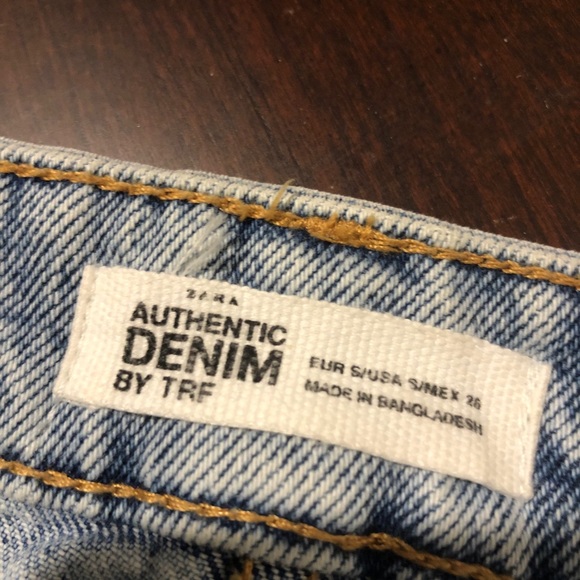 ZARA
AUTHENTIC
DENIM
BY TRF
EUR S/USA S/MEX 26
MADE IN BANGLADESH